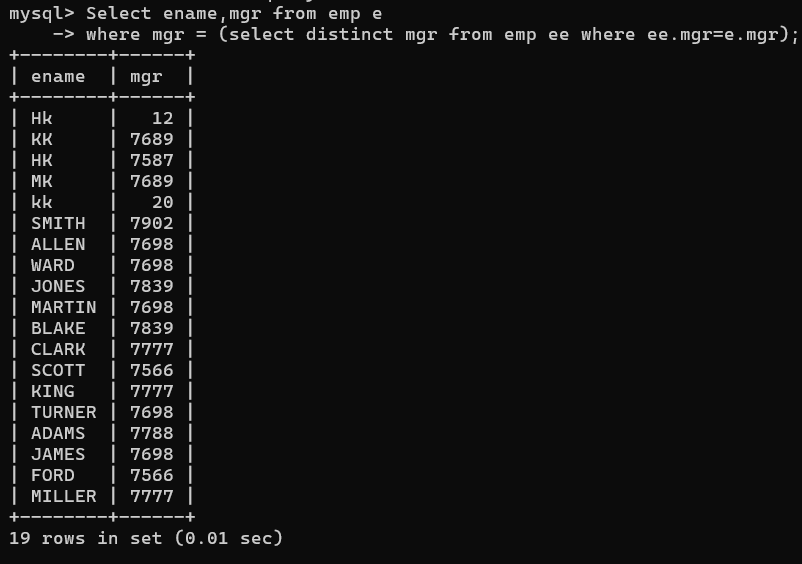 mysql> Select ename,mgr from emp e
    -> where mgr = (select distinct mgr from emp ee where ee.mgr=e.mgr);
+--------+------+
| ename  | mgr  |
+--------+------+
| Hk     |   12 |
| KK     | 7689 |
| HK     | 7587 |
| MK     | 7689 |
| kk     |   20 |
| SMITH  | 7902 |
| ALLEN  | 7698 |
| WARD   | 7698 |
| JONES  | 7839 |
| MARTIN | 7698 |
| BLAKE  | 7839 |
| CLARK  | 7777 |
| SCOTT  | 7566 |
| KING   | 7777 |
| TURNER | 7698 |
| ADAMS  | 7788 |
| JAMES  | 7698 |
| FORD   | 7566 |
| MILLER | 7777 |
+--------+------+
19 rows in set (0.01 sec)